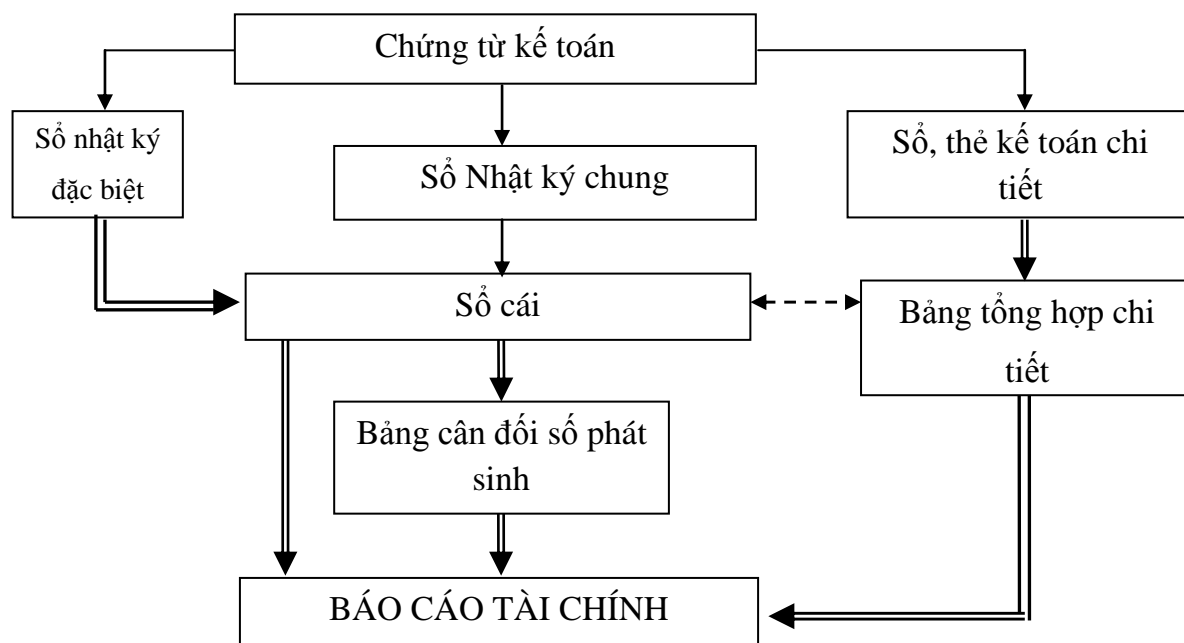 Chứng từ kế toán
Sổ nhật ký
đặc biệt
Sổ Nhật ký chung
Sổ, thẻ kế toán chi
tiết
Sổ cái
Bảng tổng hợp chi
tiết
Bảng cân đối số phát
sinh
BÁO CÁO TÀI CHÍNH